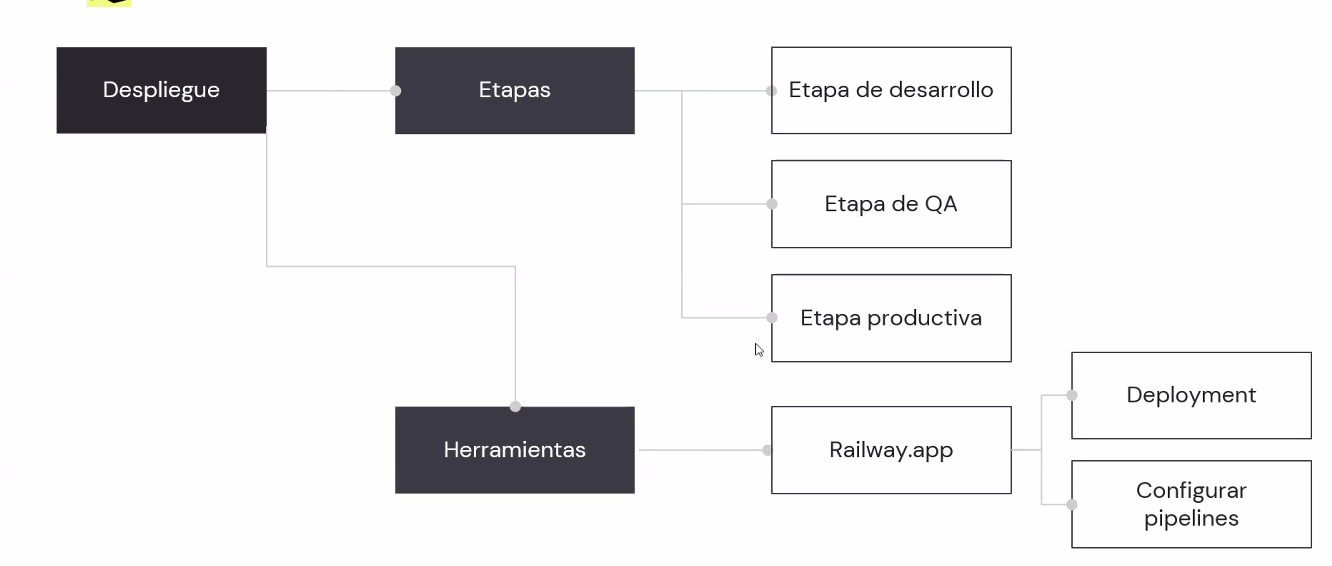 Despliegue
Etapas
Etapa de desarrollo
Etapa de QA
Etapa productiva
Herramientas
Railway.app
Deployment
Configurar
pipelines